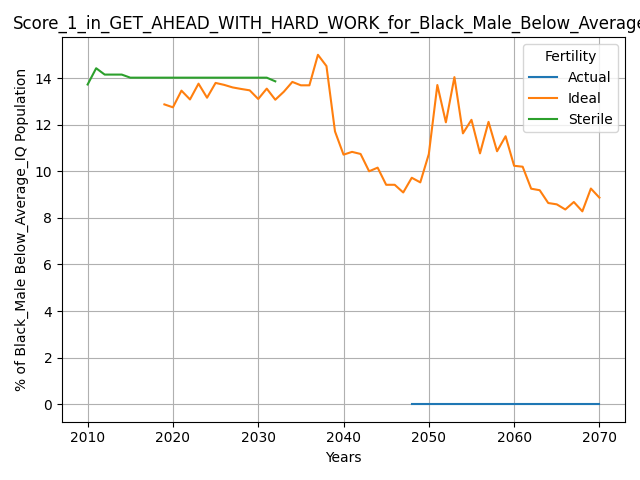 Score_1_in_GET_AHEAD_WITH_HARD_WORK_for_Black_Male_Below_Average
Fertility
Actual
Ideal
Sterile
% of Black_Male Below_Average_IQ Population
14
12
10
8
6
4
2
0
2010 2020 2030 2040 2050 2060 2070
Years